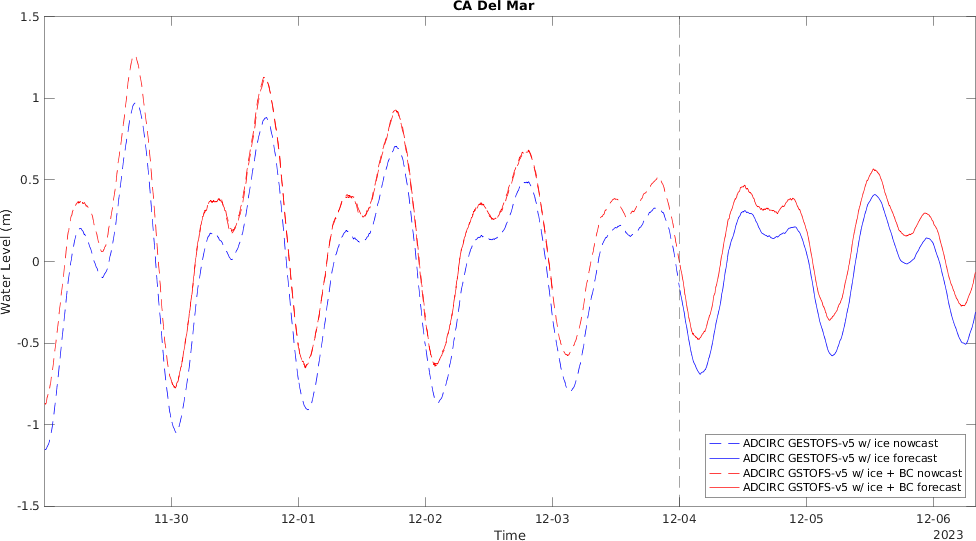 CA Del Mar
1.5
1
0.5
0
-0.5
-1
-1.5
Water Level (m)
11-30
12-01
12-02
12-03
12-04
12-05
12-06
Time
2023
ADCIRC GESTOFS-v5 w/ ice nowcast
ADCIRC GESTOFS-v5 w/ ice forecast
ADCIRC GSTOFS-v5 w/ ice + BC nowcast
ADCIRC GSTOFS-v5 w/ ice + BC forecast